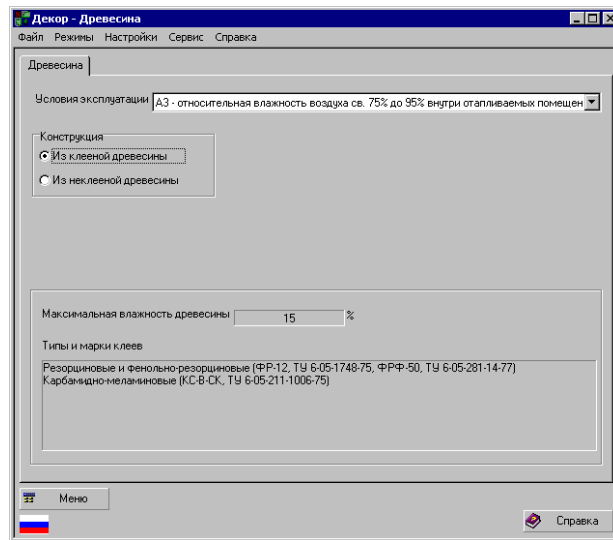 Декор - Древесина
Файл Режимы Настройки Сервис Справка
Древесина
Условия эксплуатации А3 - относительная влажность воздуха св. 75% до 95% внутри отапливаемых помещен
Конструкция
Из клееной древесины
Из неклееной древесины
Максимальная влажность древесины 15 %
Типы и марки клеев
Резорциновые и фенольно-резорциновые (ФР-12, ТУ 6-05-1748-75, ФРФ-50, ТУ 6-05-281-14-77)
Карбамидно-меламиновые (КС-В-СК, ТУ 6-05-211-1006-75)
Меню
Справка